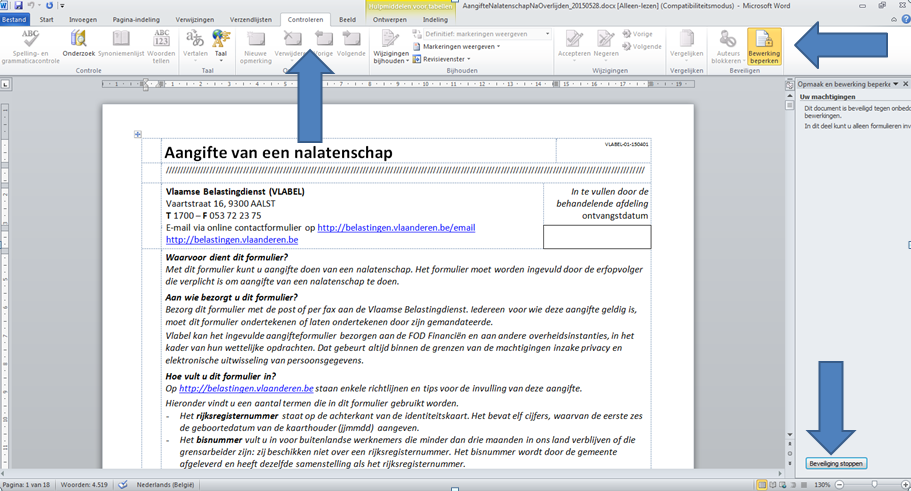 AangifteNalatenschapNaOverlijden_20150528.docx [Alleen-lezen] (Compatibiliteitsmodus) - Microsoft Word
Hulpmiddelen voor tabellen
Bestand Start Invoegen Pagina-indeling Verwijzingen Verzendlijsten Controleren Beeld Ontwerpen Indeling
Spelling- en grammaticacontrole
Onderzoek
Synoniemenlijst
Woorden tellen
Vertalen
Taal
Nieuwe opmerking
Volgende
Wijzigingen bijhouden
Definitief: markeringen weergeven
Markeringen weergeven
Revisievenster
Accepteren
Negeren
Vorige
Volgende
Vergelijken
Auteurs blokkeren
Bewerking beperken
Controle Taal Bijhouden Wijzigingen Vergelijken Beveiligen
Opmaak en bewerking
Uw machtigingen
Dit document is beveiligd tegen
bewerkingen.
In dit deel kunt u alleen formulieren
Aangifte van een nalatenschap
VLABEL-01-150401
////////////////////////////////////////////////////////////////////////////////////////////////////////////////////////
Vlaamse Belastingdienst (VLABEL)
Vaartstraat 16, 9300 AALST
T 1700 – F 053 72 23 75
E-mail via online contactformulier op http://belastingen.vlaanderen.be/email
http://belastingen.vlaanderen.be
In te vullen door de
behandelende afdeling
ontvangstdatum
Waarvoor dient dit formulier?
Met dit formulier kunt u aangifte doen van een nalatenschap. Het formulier moet worden ingevuld door de erfopvolger
die verplicht is om aangifte van een nalatenschap te doen.
Aan wie bezorgt u dit formulier?
Bezorg dit formulier met de post of per fax aan de Vlaamse Belastingdienst. Iedereen voor wie deze aangifte geldig is,
moet dit formulier ondertekenen of laten ondertekenen door zijn gemandateerde.
Vlabel kan het ingevulde aangifteformulier bezorgen aan de FOD Financiën en aan andere overheidsinstanties, in het
kader van hun wettelijke opdrachten. Dat gebeurt altijd binnen de grenzen van de machtigingen inzake privacy en
elektronische uitwisseling van persoonsgegevens.
Hoe vult u dit formulier in?
Op http://belastingen.vlaanderen.be staan enkele richtlijnen en tips voor de invulling van deze aangifte.
Hieronder vindt u een aantal termen die in dit formulier gebruikt worden.
- Het rijksregisternummer staat op de achterkant van de identiteitskaart. Het bevat elf cijfers, waarvan de eerste zes
de geboortedatum van de kaarthouder (jjmmdd) aangeven.
- Het bisnummer vult u in voor buitenlandse werknemers die minder dan drie maanden in ons land verblijven of die
grensarbeider zijn: zij beschikken niet over een rijksregisternummer. Het bisnummer wordt door de gemeente
afgeleverd en heeft dezelfde samenstelling als het rijksregisternummer.
Beveiliging stoppen
Pagina: 1 van 18 Woorden: 4.519 Nederlands (België) 130%